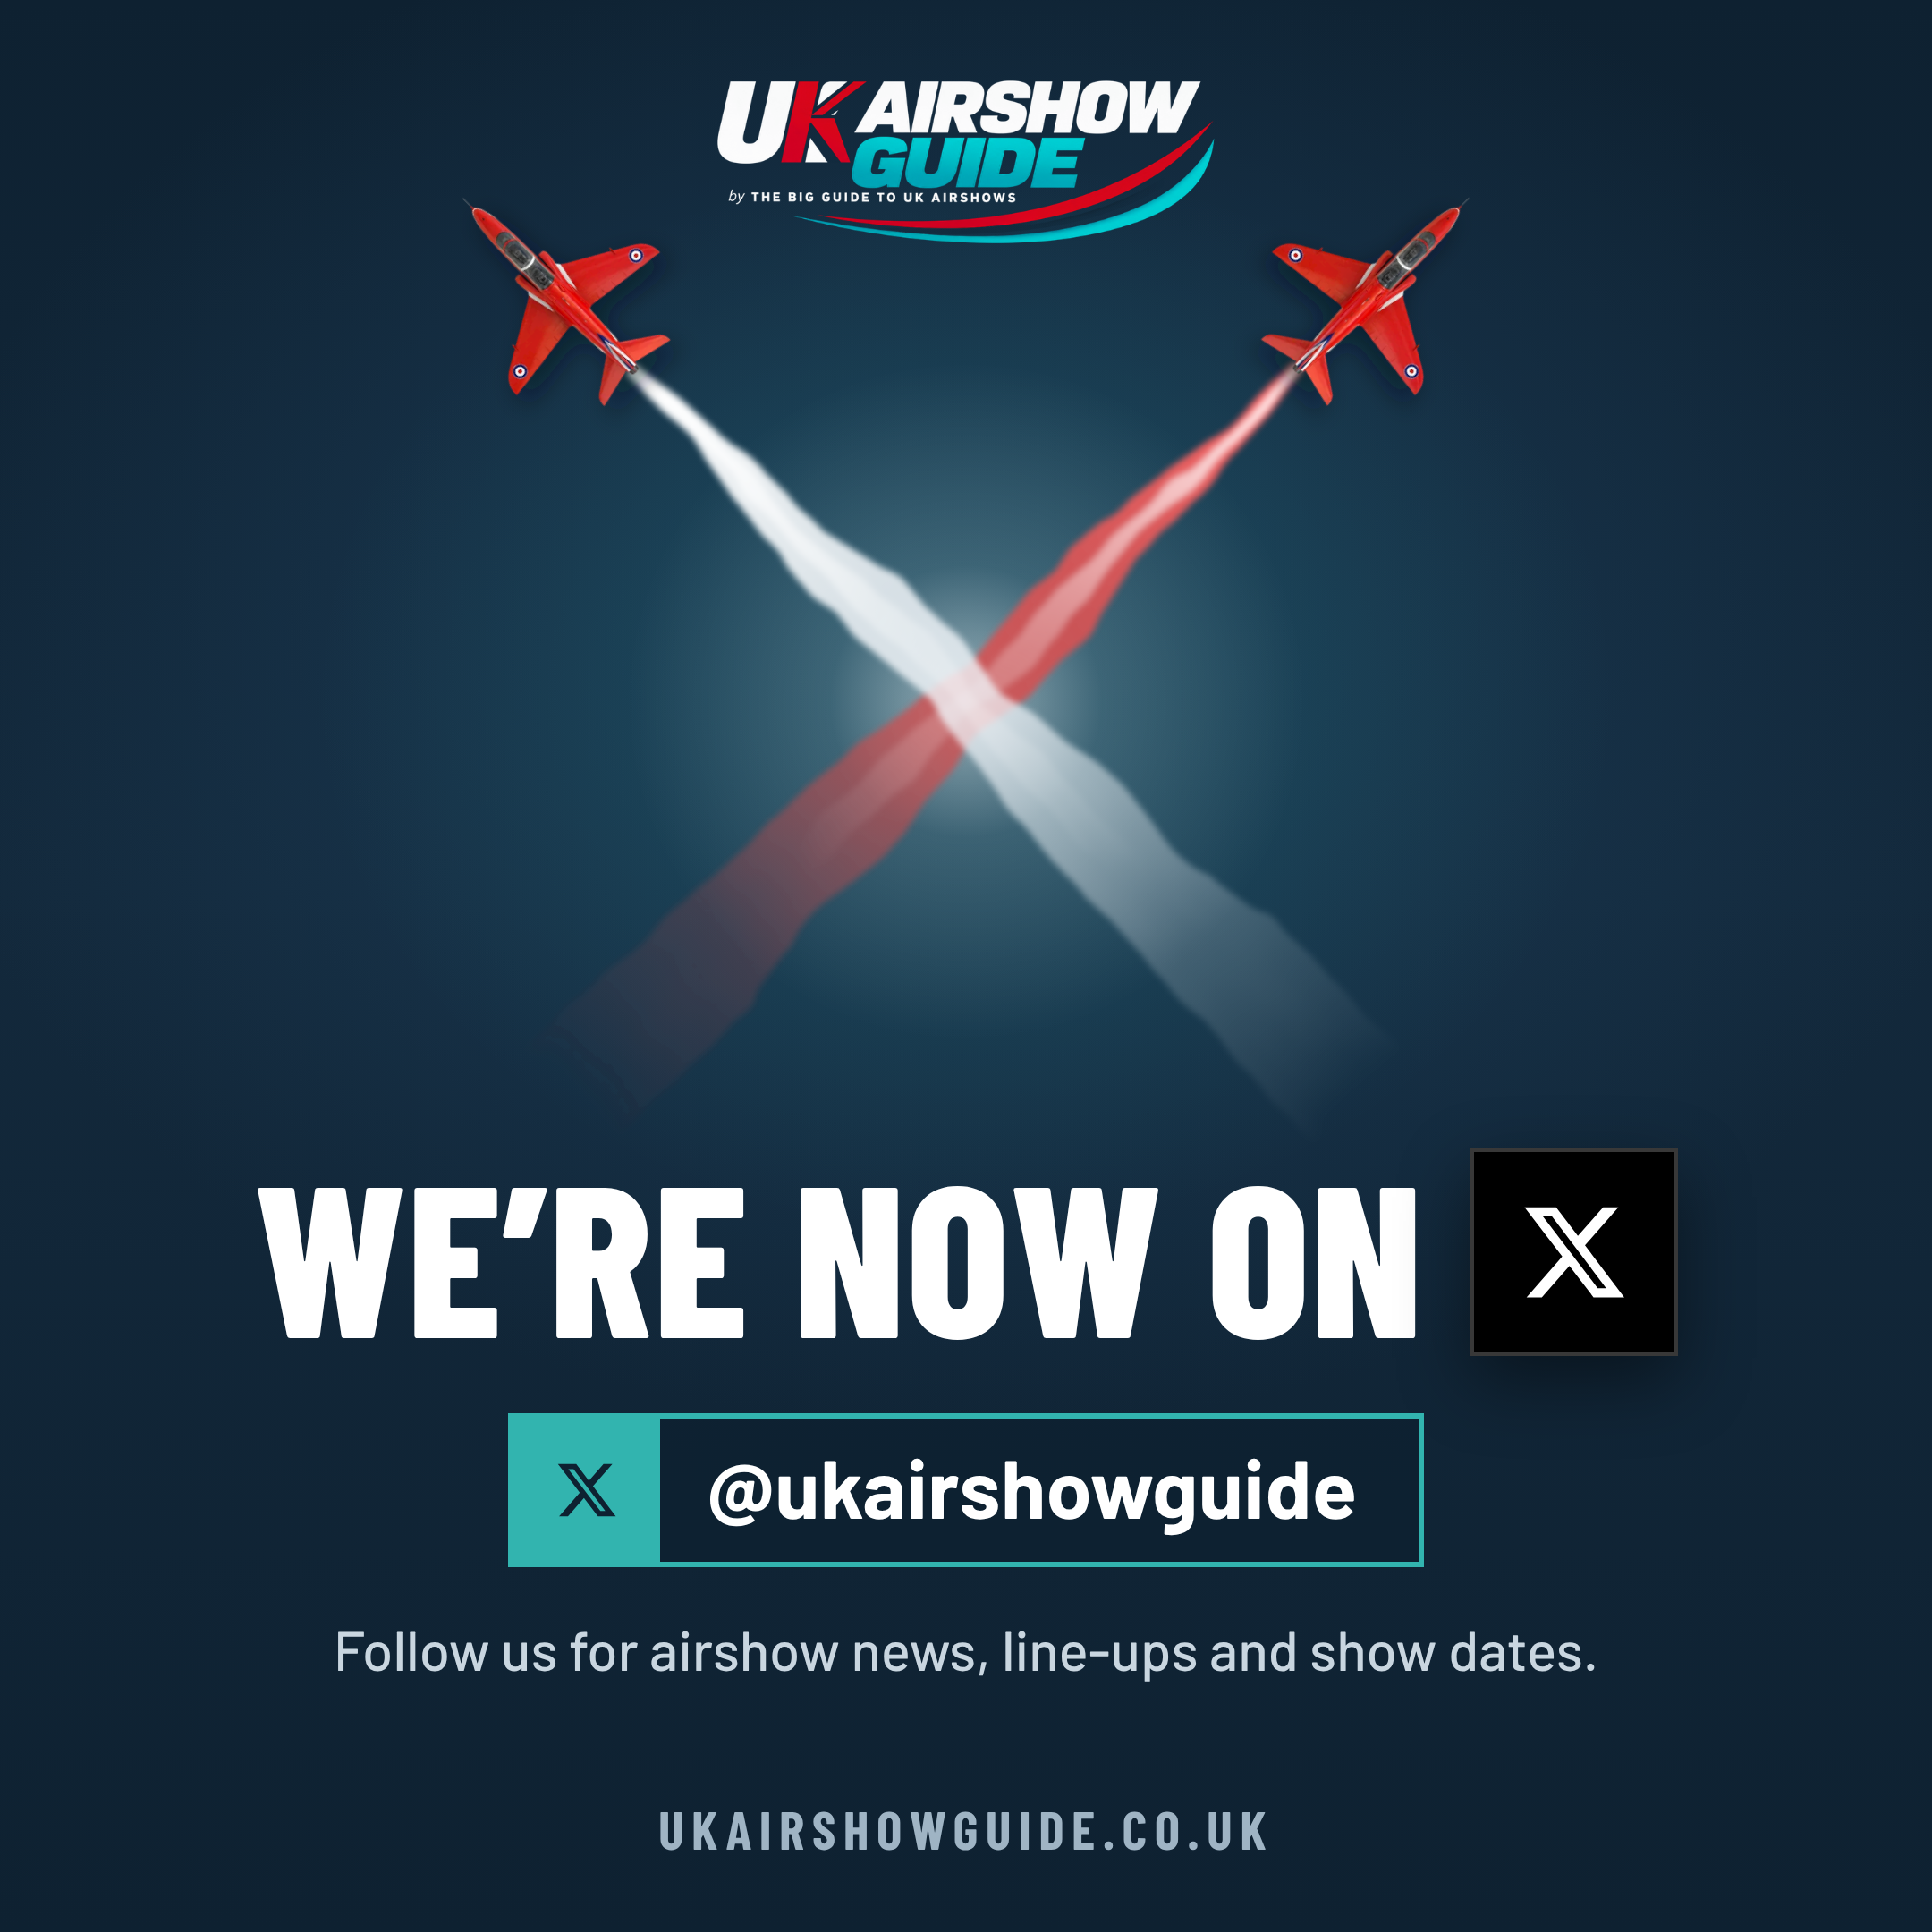 UK AIRSHOW
GUIDE
by THE BIG GUIDE TO UK AIRSHOWS
WE’RE NOW ON X
X @ukairshowguide
Follow us for airshow news, line-ups and show dates.
UKAIRSHOWGUIDE.CO.UK